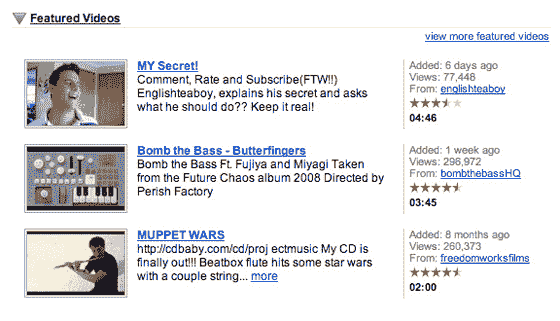 Featured Videos
view more featured videos
MY Secret!
Comment, Rate and Subscribe(FTW!!)
Englishteaboy, explains his secret and asks
what he should do?? Keep it real!
Added: 6 days ago
Views: 77,448
From: englishteaboy
04:46
Bomb the Bass - Butterfingers
Bomb the Bass Ft. Fujiya and Miyagi Taken
from the Future Chaos album 2008 Directed by
Perish Factory
Added: 1 week ago
Views: 296,972
From: bombthebassHQ
03:45
MUPPET WARS
http://cdbaby.com/cd/proj ectmusic My CD is
finally out!!! Beatbox flute hits some star wars
with a couple string... more
Added: 8 months ago
Views: 260,373
From: freedomworksfilms
02:00